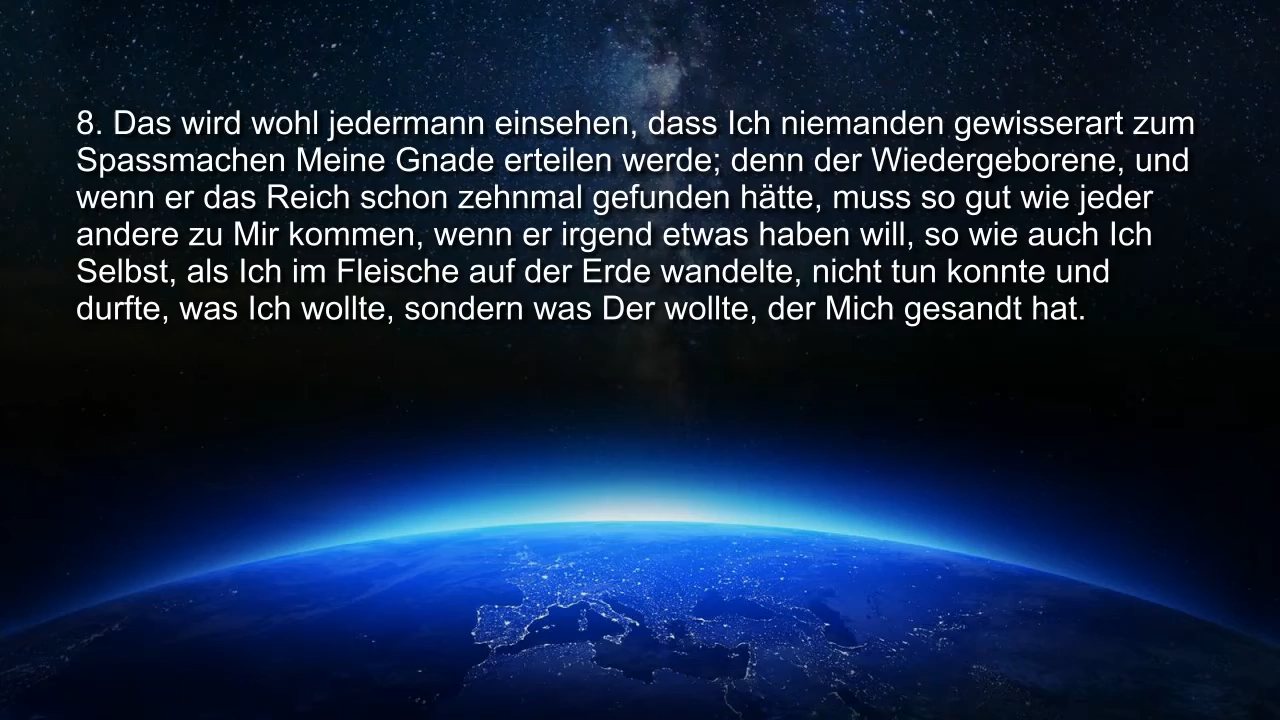 8. Das wird wohl jedermann einsehen, dass Ich niemanden gewisserart zum
Spassmachen Meine Gnade erteilen werde; denn der Wiedergeborene, und
wenn er das Reich schon zehnmal gefunden hätte, muss so gut wie jeder
andere zu Mir kommen, wenn er irgend etwas haben will, so wie auch Ich
Selbst, als Ich im Fleische auf der Erde wandelte, nicht tun konnte und
durfte, was Ich wollte, sondern was Der wollte, der Mich gesandt hat.